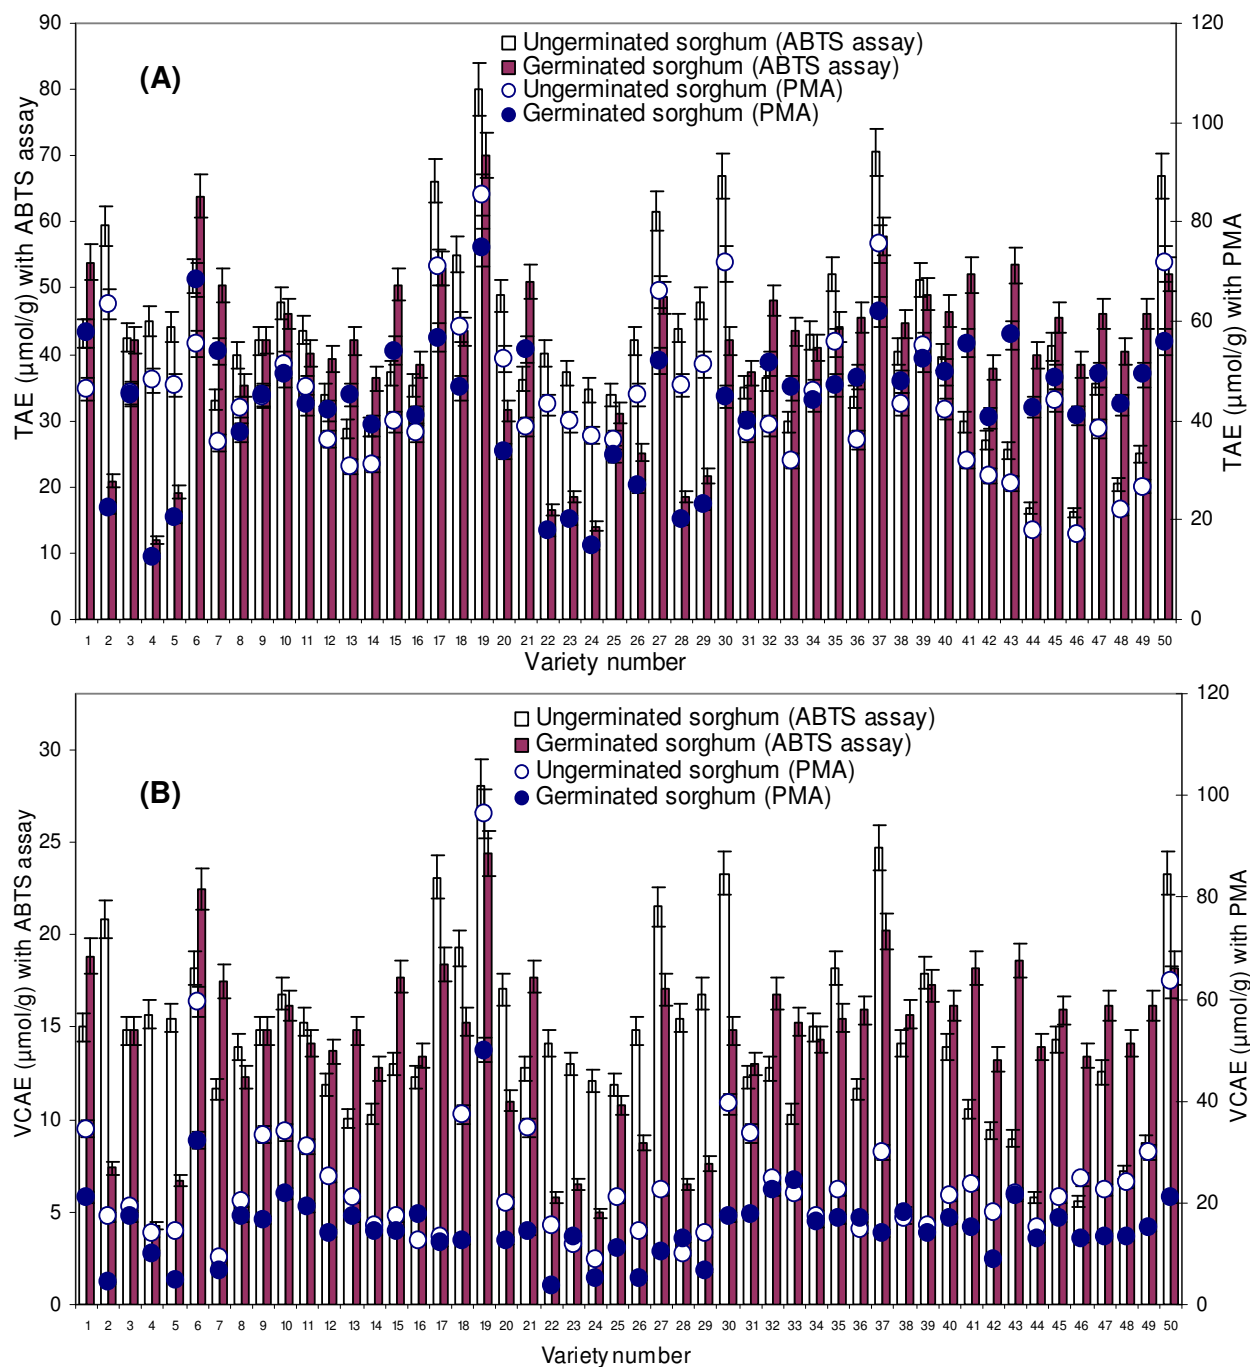 90
80
70
60
50
40
30
20
10
0
TAE (µmol/g) with ABTS assay
(A)
Ungerminated sorghum (ABTS assay)
Germinated sorghum (ABTS assay)
Ungerminated sorghum (PMA)
Germinated sorghum (PMA)
120
100
80
60
40
20
0
TAE (µmol/g) with PMA
1 2 3 4 5 6 7 8 9 10 11 12 13 14 15 16 17 18 19 20 21 22 23 24 25 26 27 28 29 30 31 32 33 34 35 36 37 38 39 40 41 42 43 44 45 46 47 48 49 50
Variety number
30
25
20
15
10
5
0
VCAE (µmol/g) with ABTS assay
(B)
Ungerminated sorghum (ABTS assay)
Germinated sorghum (ABTS assay)
Ungerminated sorghum (PMA)
Germinated sorghum (PMA)
120
100
80
60
40
20
0
VCAE (µmol/g) with PMA
1 2 3 4 5 6 7 8 9 10 11 12 13 14 15 16 17 18 19 20 21 22 23 24 25 26 27 28 29 30 31 32 33 34 35 36 37 38 39 40 41 42 43 44 45 46 47 48 49 50
Variety number